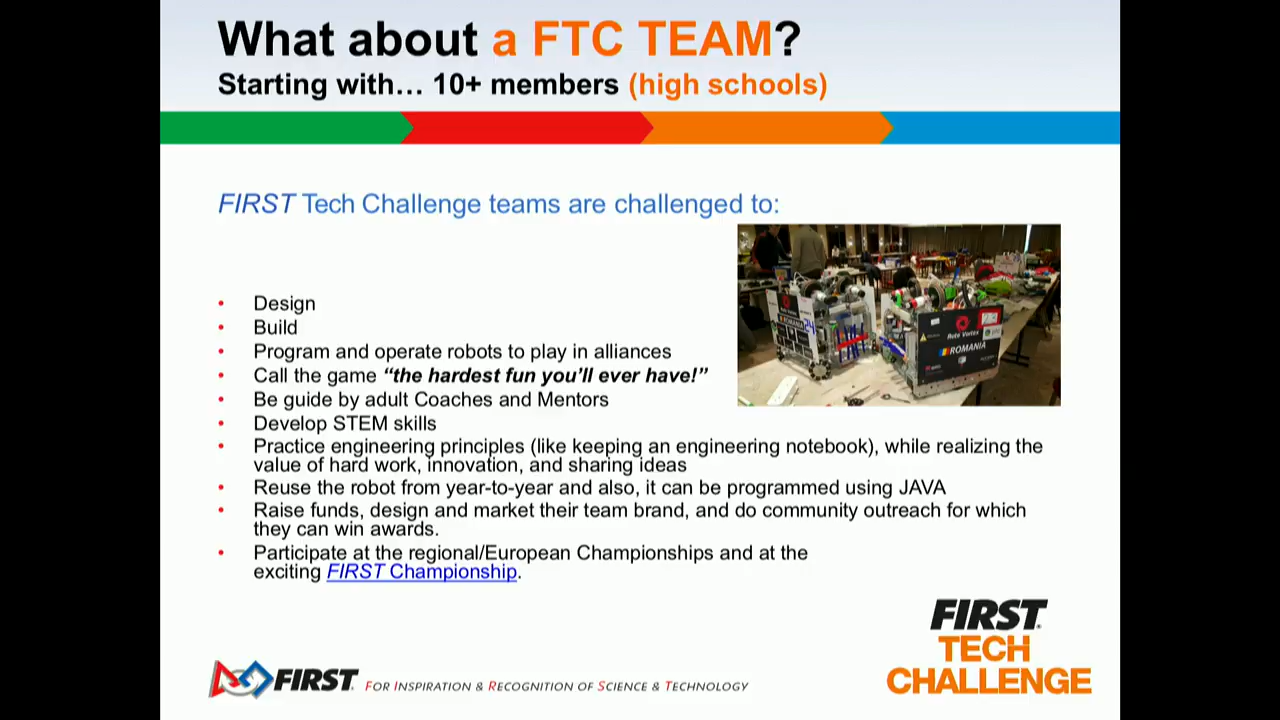 What about a FTC TEAM?
Starting with… 10+ members (high schools)
FIRST Tech Challenge teams are challenged to:
• Design
• Build
• Program and operate robots to play in alliances
• Call the game “the hardest fun you’ll ever have!”
• Be guide by adult Coaches and Mentors
• Develop STEM skills
• Practice engineering principles (like keeping an engineering notebook), while realizing the
value of hard work, innovation, and sharing ideas
• Reuse the robot from year-to-year and also, it can be programmed using JAVA
• Raise funds, design and market their team brand, and do community outreach for which
they can win awards.
• Participate at the regional/European Championships and at the
exciting FIRST Championship.
ROMANIA
Auto Vortex
ROMANIA
FIRST
TECH
CHALLENGE
FIRST FOR INSPIRATION & RECOGNITION OF SCIENCE & TECHNOLOGY